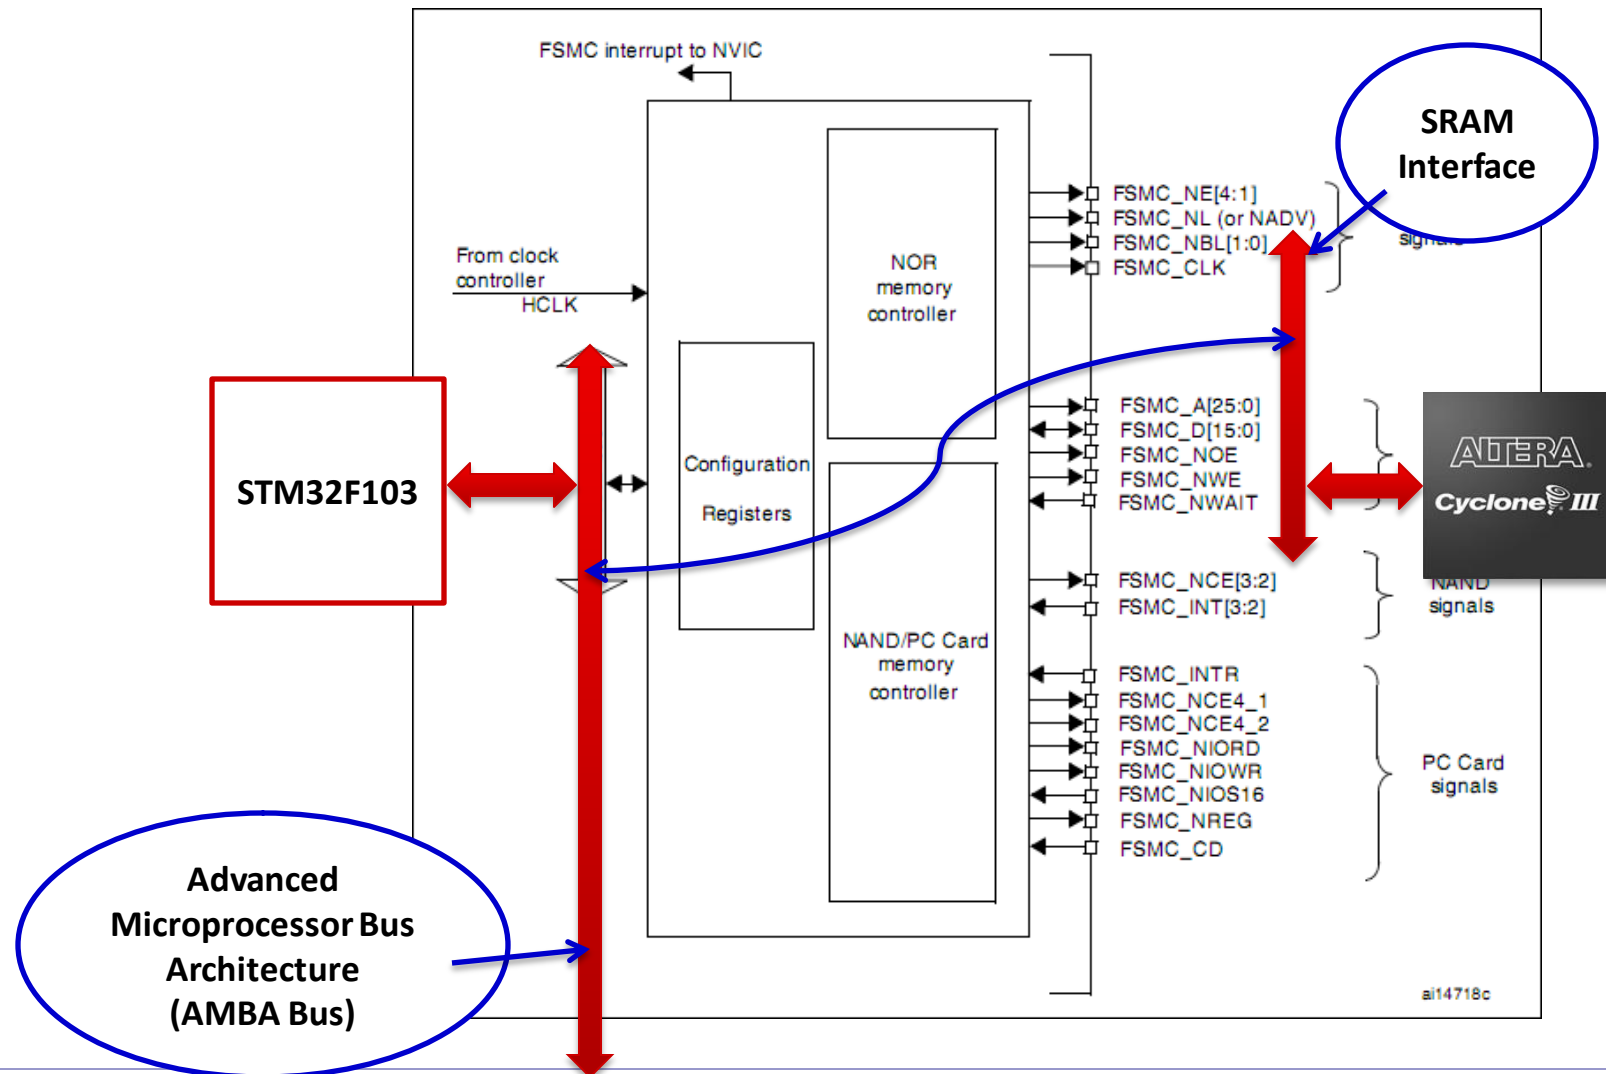 FSMC interrupt to NVIC
SRAM
Interface
FSMC_NE[4:1]
FSMC_NL (or NADV)
FSMC_NBL[1:0]
FSMC_CLK
signals
From clock
controller
HCLK
NOR
memory
controller
STM32F103
Configuration
Registers
FSMC_A[25:0]
FSMC_D[15:0]
FSMC_NOE
FSMC_NWE
FSMC_NWAIT
ALTERA.
Cyclone III
NAND/PC Card
memory
controller
FSMC_NCE[3:2]
FSMC_INT[3:2]
NAND
signals
FSMC_INTR
FSMC_NCE4_1
FSMC_NCE4_2
FSMC_NIORD
FSMC_NIOWR
FSMC_NIOS16
FSMC_NREG
FSMC_CD
PC Card
signals
Advanced
Microprocessor Bus
Architecture
(AMBA Bus)
ai14718c